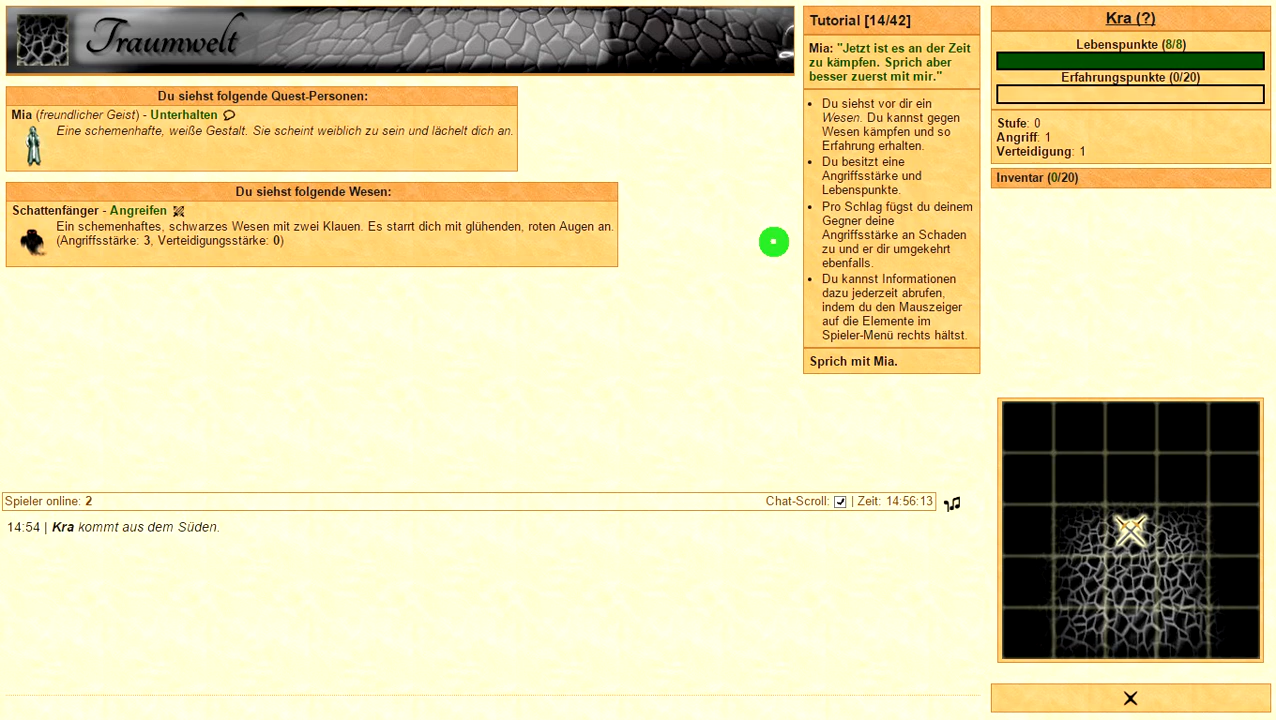 Traumwelt
Du siehst folgende Quest-Personen:
Mia (freundlicher Geist) - Unterhalten
Eine schemenhafte, weiße Gestalt. Sie scheint weiblich zu sein und lächelt dich an.
Du siehst folgende Wesen:
Schattenfänger - Angreifen
Ein schemenhaftes, schwarzes Wesen mit zwei Klauen. Es starrt dich mit glühenden, roten Augen an.
(Angriffsstärke: 3, Verteidigungsstärke: 0)
Tutorial [14/42]
Mia: "Jetzt ist es an der Zeit
zu kämpfen. Sprich aber
besser zuerst mit mir."
• Du siehst vor dir ein
Wesen. Du kannst gegen
Wesen kämpfen und so
Erfahrung erhalten.
• Du besitzt eine
Angriffsstärke und
Lebenspunkte.
• Pro Schlag fügst du deinem
Gegner deine
Angriffsstärke an Schaden
zu und er dir umgekehrt
ebenfalls.
• Du kannst Informationen
dazu jederzeit abrufen,
indem du den Mauszeiger
auf die Elemente im
Spieler-Menü rechts hältst.
Sprich mit Mia.
Kra (?)
Lebenspunkte (8/8)
Erfahrungspunkte (0/20)
Stufe: 0
Angriff: 1
Verteidigung: 1
Inventar (0/20)
Spieler online: 2
Chat-Scroll: | Zeit: 14:56:13
14:54 | Kra kommt aus dem Süden.